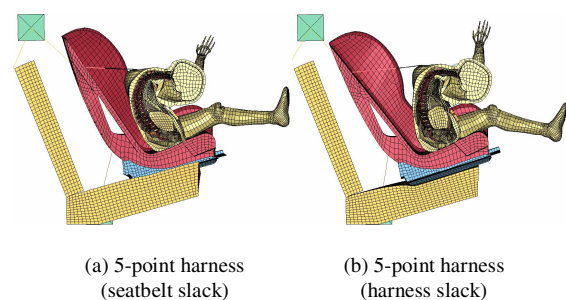 (a) 5-point harness
(seatbelt slack)
(b) 5-point harness
(harness slack)